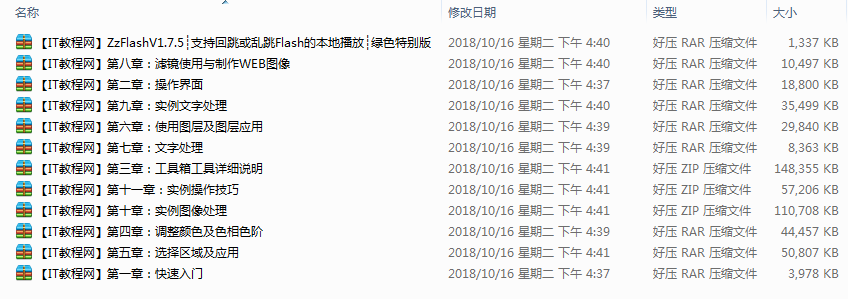 名称 修改日期 类型 大小
【IT教程网】ZzFlashV1.7.5┊支持回跳或乱跳Flash的本地播放┊绿色特别版 2018/10/16 星期二 下午 4:40 好压 RAR 压缩文件 1,337 KB
【IT教程网】第八章：滤镜使用与制作WEB图像 2018/10/16 星期二 下午 4:40 好压 RAR 压缩文件 10,497 KB
【IT教程网】第二章：操作界面 2018/10/16 星期二 下午 4:37 好压 RAR 压缩文件 18,800 KB
【IT教程网】第九章：实例文字处理 2018/10/16 星期二 下午 4:40 好压 RAR 压缩文件 35,499 KB
【IT教程网】第六章：使用图层及图层应用 2018/10/16 星期二 下午 4:39 好压 RAR 压缩文件 29,840 KB
【IT教程网】第七章：文字处理 2018/10/16 星期二 下午 4:39 好压 RAR 压缩文件 8,363 KB
【IT教程网】第三章：工具箱工具详细说明 2018/10/16 星期二 下午 4:41 好压 ZIP 压缩文件 148,355 KB
【IT教程网】第十一章：实例操作技巧 2018/10/16 星期二 下午 4:41 好压 RAR 压缩文件 57,206 KB
【IT教程网】第十章：实例图像处理 2018/10/16 星期二 下午 4:41 好压 ZIP 压缩文件 110,708 KB
【IT教程网】第四章：调整颜色及色相色阶 2018/10/16 星期二 下午 4:39 好压 RAR 压缩文件 44,457 KB
【IT教程网】第五章：选择区域及应用 2018/10/16 星期二 下午 4:41 好压 RAR 压缩文件 50,807 KB
【IT教程网】第一章：快速入门 2018/10/16 星期二 下午 4:37 好压 RAR 压缩文件 3,978 KB